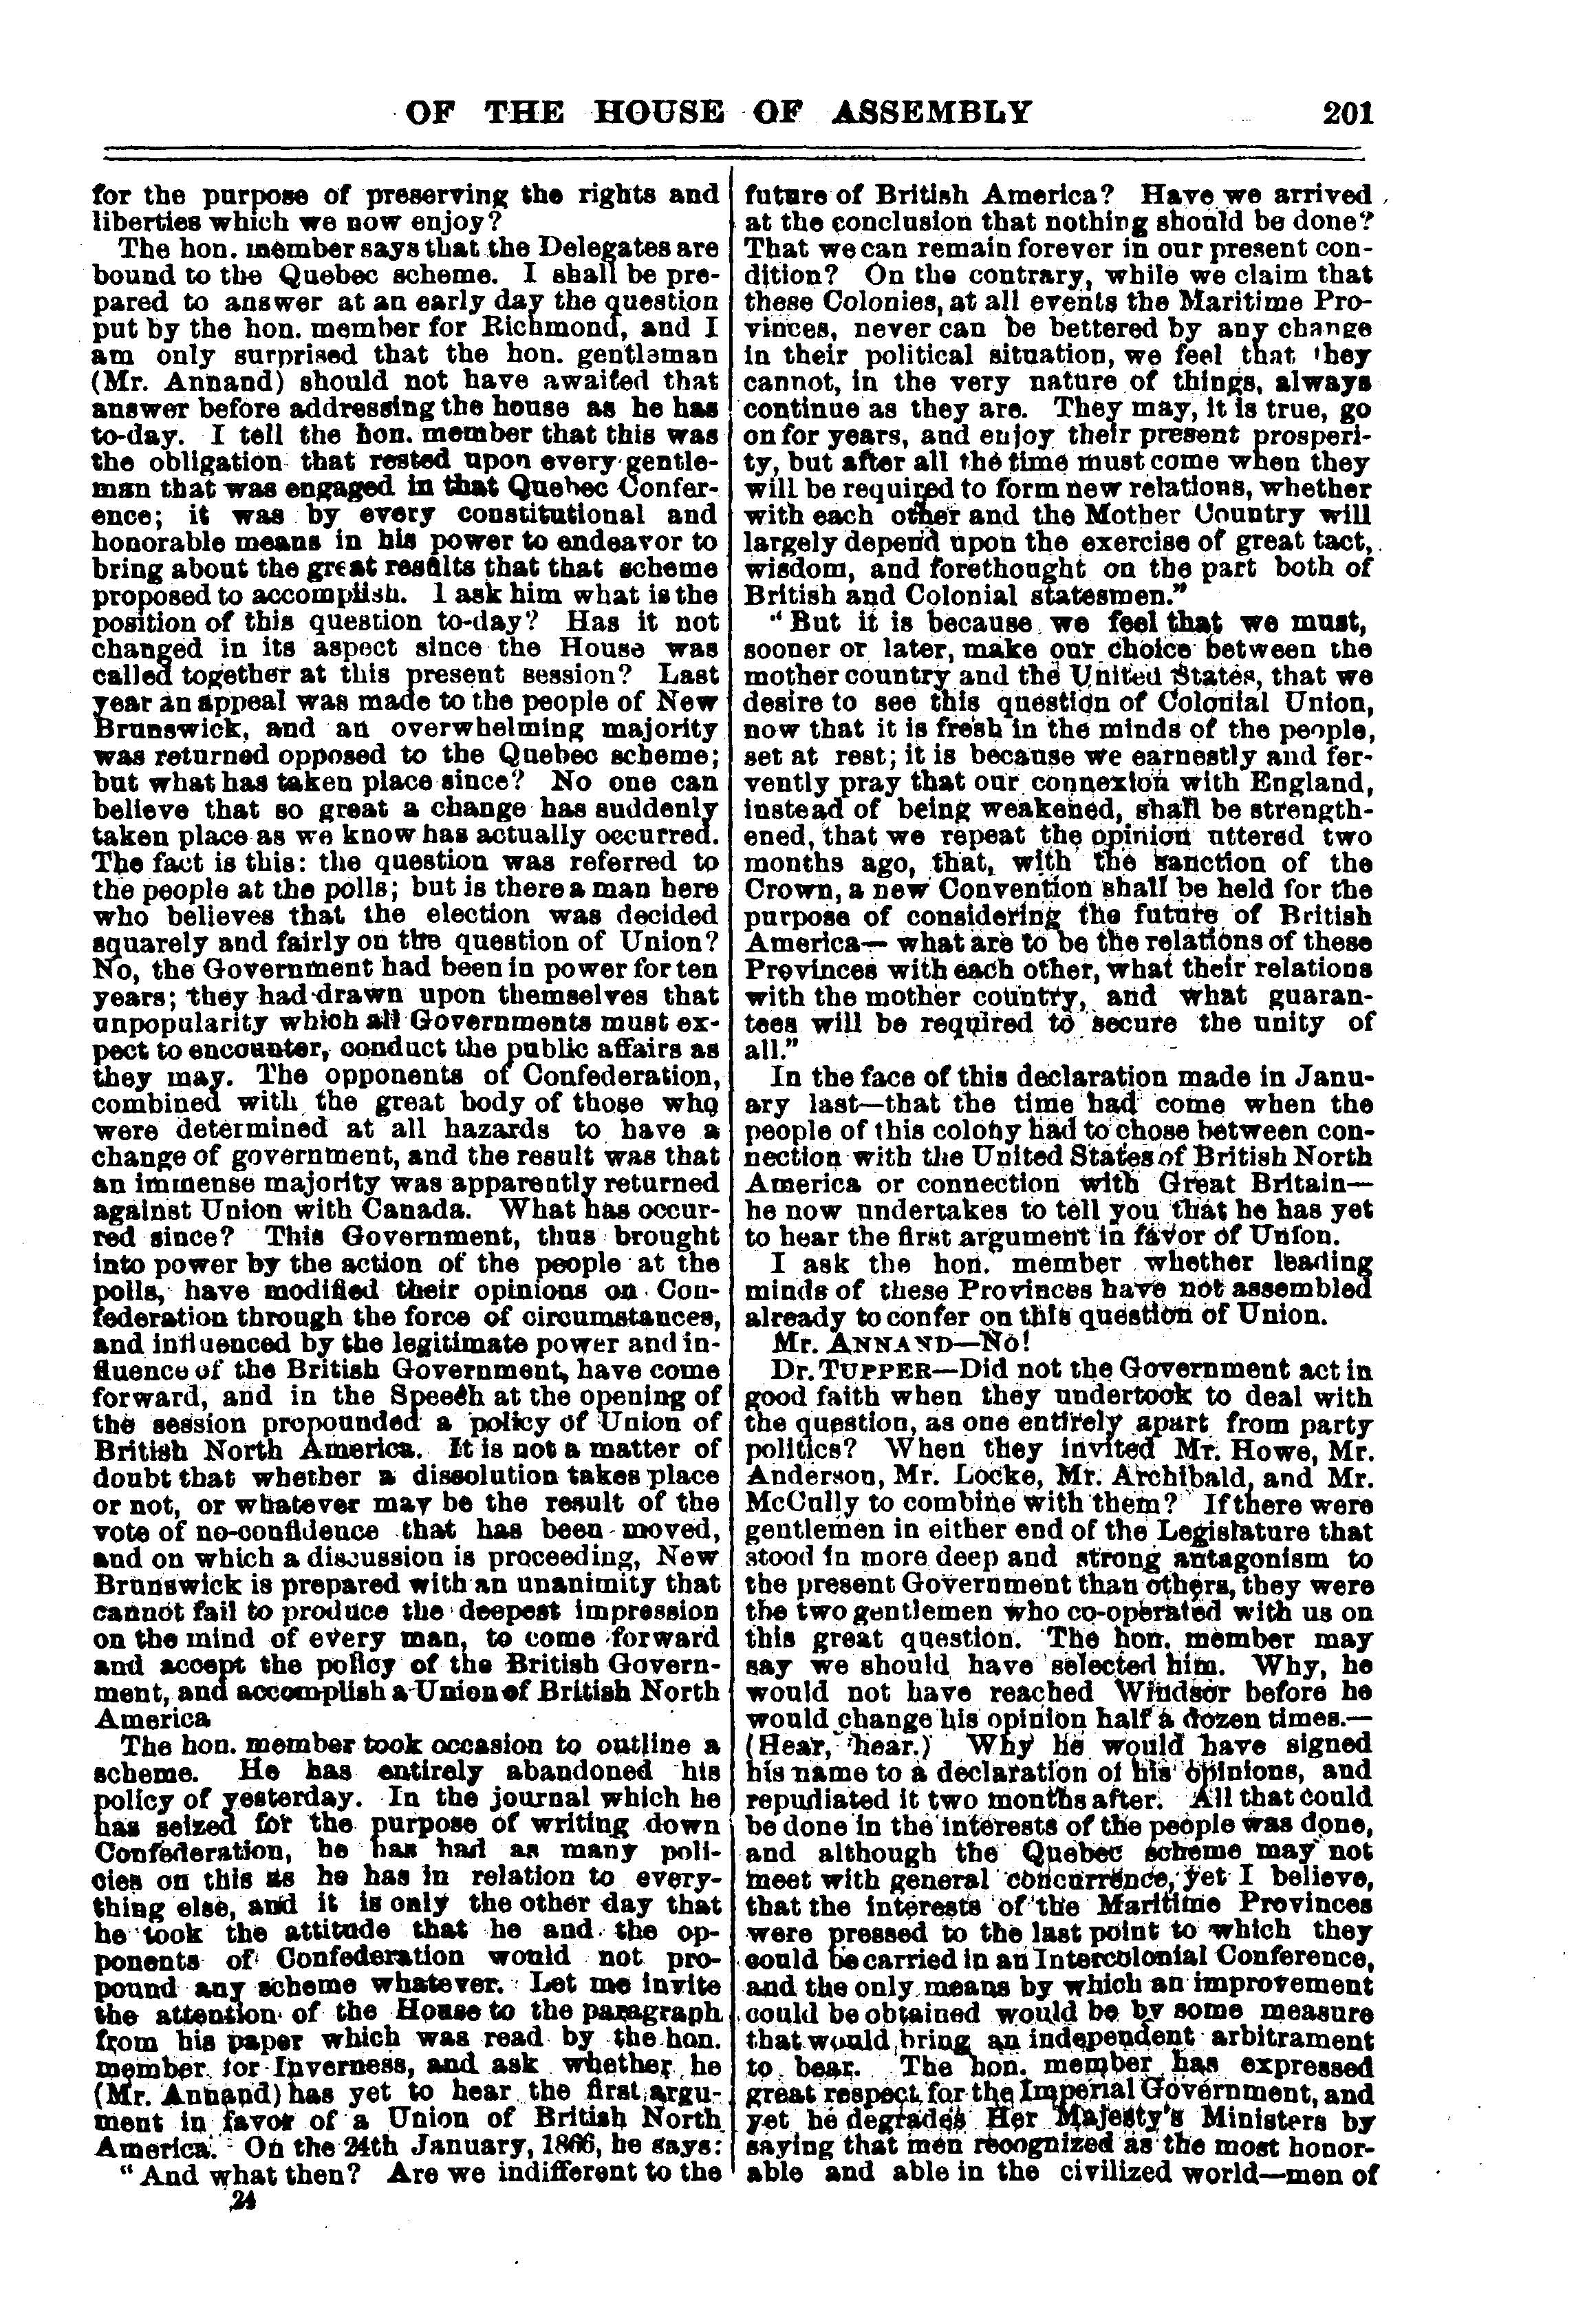 OF THE HOUSE OF ASSEMBLY 201
for the purpose of preserving the rights and
liberties which we now enjoy?
The hon. member says that the Delegates are
bound to the Quebec scheme. I shall be pre-
pared to answer at an early day the question
put by the hon. member for Richmond, and I
am only surprised that the hon. gentleman
(Mr. Annand) should not have awaited that
answer before addressing the house as he has
to-day. I tell the hon. member that this was
the obligation that rested upon every gentle-
man that was engaged in that Quebec Confer-
ence; it was by every constitutional and
honorable means in his power to endeavor to
bring about the great results that that scheme
proposed to accomplish. I ask him what is the
position of this question to-day? Has it not
changed in its aspect since the House was
called together at this present session? Last
year an appeal was made to the people of New
Brunswick, and an overwhelming majority
was returned opposed to the Quebec scheme;
but what has taken place since? No one can
believe that so great a change has suddenly
taken place as we know has actually occurred.
The fact is this: the question was referred to
the people at the polls; but is there a man here
who believes that the election was decided
squarely and fairly on the question of Union?
No, the Government had been in power for ten
years; they had drawn upon themselves that
unpopularity which all Governments must ex-
pect to encounter, conduct the public affairs as
they may. The opponents of Confederation,
combined with the great body of those who
were determined at all hazards to have a
change of government, and the result was that
an immense majority was apparently returned
against Union with Canada. What has occur-
red since? This Government, thus brought
into power by the action of the people at the
polls, have modified their opinions on Con-
federation through the force of circumstances,
and influenced by the legitimate power and in-
fluence of the British Government, have come
forward, and in the Speech at the opening of
the session propounded a policy of Union of
British North America. It is not a matter of
doubt that whether a dissolution takes place
or not, or whatever may be the result of the
vote of no-confidence that has been moved,
and on which a discussion is proceeding, New
Brunswick is prepared with an unanimity that
cannot fail to produce the deepest impression
on the mind of every man, to come forward
and accept the policy of the British Govern-
ment, and accomplish a Union of British North
America
The hon. member took occasion to outline a
scheme. He has entirely abandoned his
policy of yesterday. In the journal which he
has seized for the purpose of writing down
Confederation, he has had as many poli-
cies on this as he has in relation to every-
thing else, and it is only the other day that
he took the attitude that he and the op-
ponents of Confederation would not pro-
pound any scheme whatever. Let me invite
the attention of the House to the paragraph
from his paper which was read by the hon.
member for Inverness, and ask whether he
(Mr. Annand) has yet to hear the first argu-
ment in favor of a Union of British North
America. On the 24th January, 1866, he says:
"And what then? Are we indifferent to the
24
future of British America? Have we arrived
at the conclusion that nothing should be done?
That we can remain forever in our present con-
dition? On the contrary, while we claim that
these Colonies, at all events the Maritime Pro-
vinces, never can be bettered by any change
in their political situation, we feel that they
cannot, in the very nature of things, always
continue as they are. They may, it is true, go
on for years, and enjoy their present prosperi-
ty, but after all the time must come when they
will be required to form new relations, whether
with each other and the Mother Country will
largely depend upon the exercise of great tact,
wisdom, and forethought on the part both of
British and Colonial statesmen."
"But it is because we feel that we must,
sooner or later, make our choice between the
mother country and the United States, that we
desire to see this question of Colonial Union,
now that it is fresh in the minds of the people,
set at rest; it is because we earnestly and fer-
vently pray that our connexion with England,
instead of being weakened, shall be strength-
ened, that we repeat the opinion uttered two
months ago, that, with the sanction of the
Crown, a new Convention shall be held for the
purpose of considering the future of British
America— what are to be the relations of these
Provinces with each other, what their relations
with the mother country, and what guaran-
tees will be required to secure the unity of
all."
In the face of this declaration made in Janu-
ary last—that the time had come when the
people of this colony had to chose between con-
nection with the United States of British North
America or connection with Great Britain—
he now undertakes to tell you that he has yet
to hear the first argument in favor of Union.
I ask the hon. member whether leading
minds of these Provinces have not assembled
already to confer on this question of Union.
Mr. ANNAND—No!
Dr. TUPPER—Did not the Government act in
good faith when they undertook to deal with
the question, as one entirely apart from party
politics? When they invited Mr. Howe, Mr.
Anderson, Mr. Locke, Mr. Archibald, and Mr.
McCully to combine with them? If there were
gentlemen in either end of the Legislature that
stood in more deep and strong antagonism to
the present Government than others, they were
the two gentlemen who co-operated with us on
this great question. The hon. member may
say we should have selected him. Why, he
would not have reached Windsor before he
would change his opinion half a dozen times.—
(Hear, hear.) Why he would have signed
his name to a declaration of his opinions, and
repudiated it two months after. All that could
be done in the interests of the people was done,
and although the Quebec scheme may not
meet with general concurrence, yet I believe,
that the interests of the Maritime Provinces
were pressed to the last point to which they
could be carried in an Intercolonial Conference,
and the only means by which an improvement
could be obtained would be by some measure
that would bring an independent arbitrament
to bear. The hon. member has expressed
great respect for the Imperial Government, and
yet he degrades Her Majesty's Ministers by
saying that men recognized as the most honor-
able and able in the civilized world—men of